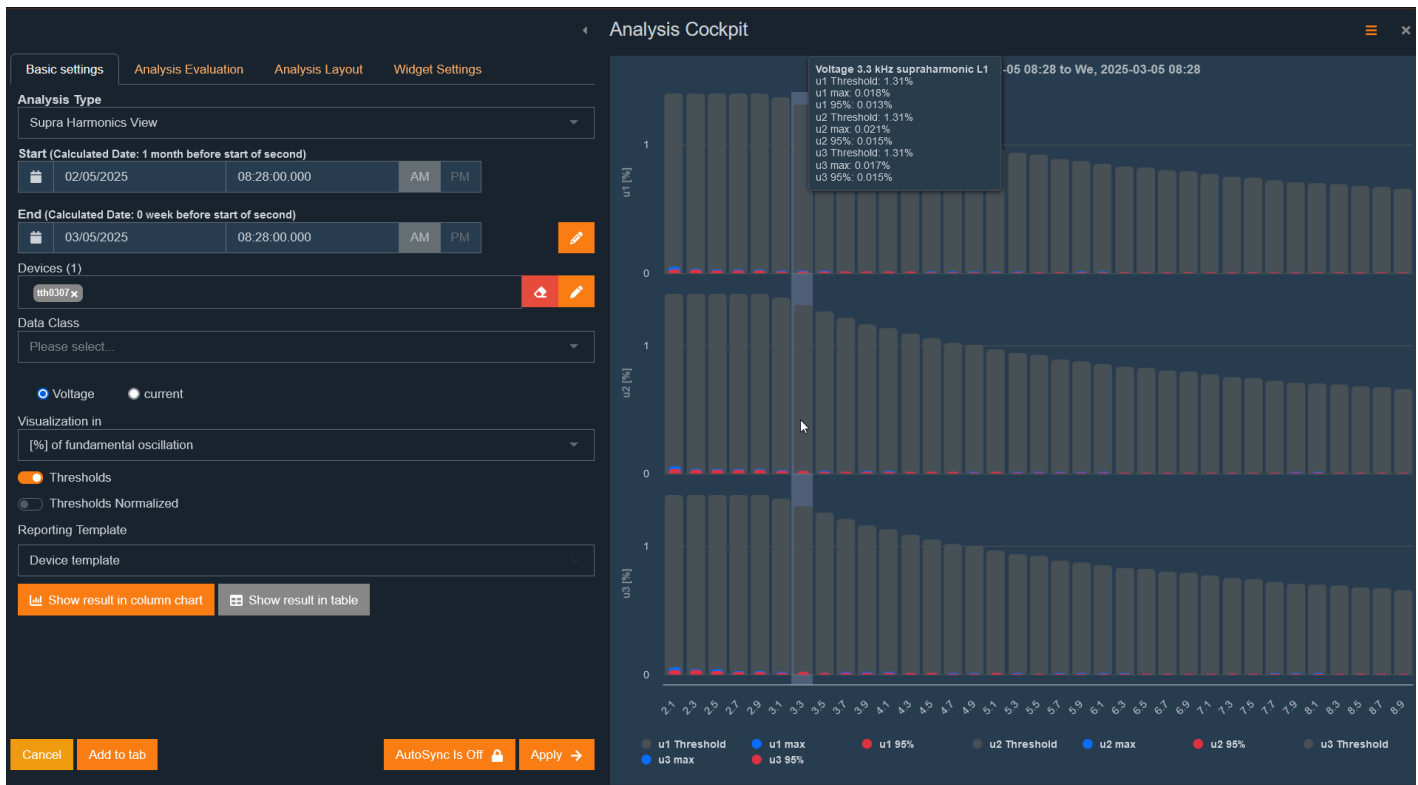 Basic settings
Analysis Evaluation
Analysis Layout
Widget Settings
Analysis Type
Supra Harmonics View
Start (Calculated Date: 1 month before start of second)
02/05/2025 08:28:00.000 AM PM
End (Calculated Date: 0 week before start of second)
03/05/2025 08:28:00.000 AM PM
Devices (1)
tth0307 x
Data Class
Please select...
Voltage current
Visualization in
[%] of fundamental oscillation
Thresholds
Thresholds Normalized
Reporting Template
Device template
Show result in column chart
Show result in table
Cancel
Add to tab
AutoSync Is Off
Apply
Analysis Cockpit
-05 08:28 to We, 2025-03-05 08:28
Voltage 3.3 kHz supraharmonic L1
u1 Threshold: 1.31%
u1 max: 0.018%
u1 95%: 0.013%
u2 Threshold: 1.31%
u2 max: 0.021%
u2 95%: 0.015%
u3 Threshold: 1.31%
u3 max: 0.017%
u3 95%: 0.015%
1
u1 [%]
0
1
u2 [%]
0
1
u3 [%]
0
2.1 2.3 2.5 2.7 2.9 3.1 3.3 3.5 3.7 3.9 4.1 4.3 4.5 4.7 4.9 5.1 5.3 5.5 5.7 5.9 6.1 6.3 6.5 6.7 6.9 7.1 7.3 7.5 7.7 7.9 8.1 8.3 8.5 8.7 8.9
u1 Threshold u1 max u1 95% u2 Threshold u2 max u2 95% u3 Threshold
u3 max u3 95%